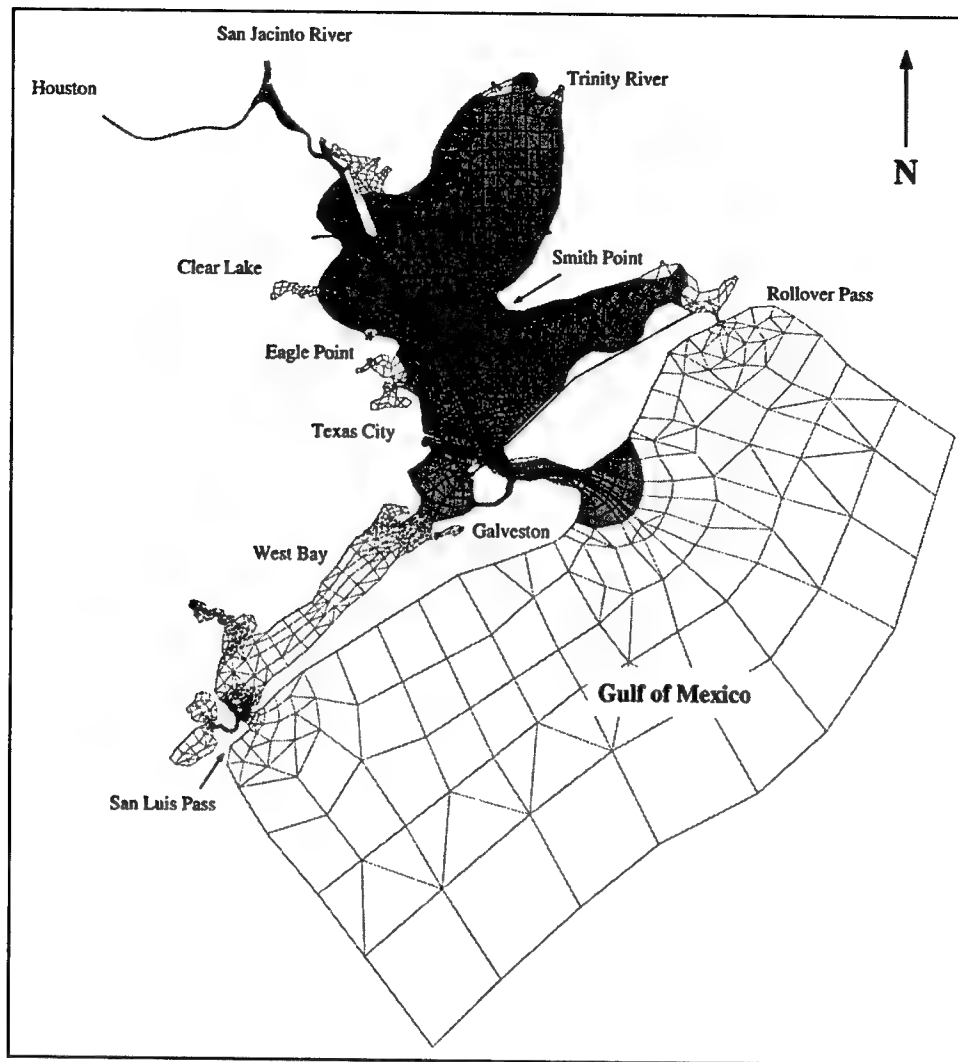 San Jacinto River
Houston
Trinity River
N
Smith Point
Clear Lake
Rollover Pass
Eagle Point
Texas City
Galveston
West Bay
Gulf of Mexico
San Luis Pass